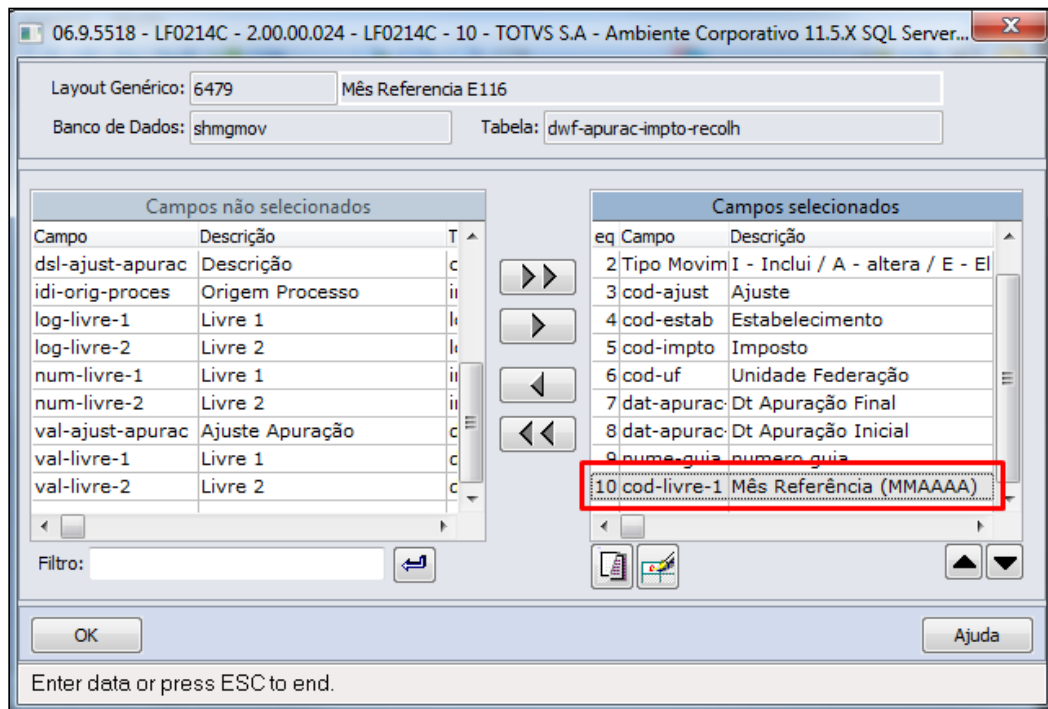 06.9.5518 - LF0214C - 2.00.00.024 - LF0214C - 10 - TOTVS S.A - Ambiente Corporativo 11.5.X SQL Server...
Layout Genérico: 6479 Mês Referencia E116
Banco de Dados: shmgmov Tabela: dwf-apurac-impto-recolh
Campos não selecionados
Campo Descrição T
dsl-ajust-apurac Descrição c
idi-orig-proces Origem Processo
log-livre-1 Livre 1
log-livre-2 Livre 2
num-livre-1 Livre 1
num-livre-2 Livre 2
val-ajust-apurac Ajuste Apuração
val-livre-1 Livre 1
val-livre-2 Livre 2
Filtro:
Campos selecionados
eq Campo Descrição
2 Tipo Movim I - Inclui / A - altera / E - El
3 cod-ajust Ajuste
4 cod-estab Estabelecimento
5 cod-impto Imposto
6 cod-uf Unidade Federação
7 dat-apurac- Dt Apuração Final
8 dat-apurac- Dt Apuração Inicial
9 nume-guia numero guia
10 cod-livre-1 Mês Referência (MMAAAA)
OK Ajuda
Enter data or press ESC to end.